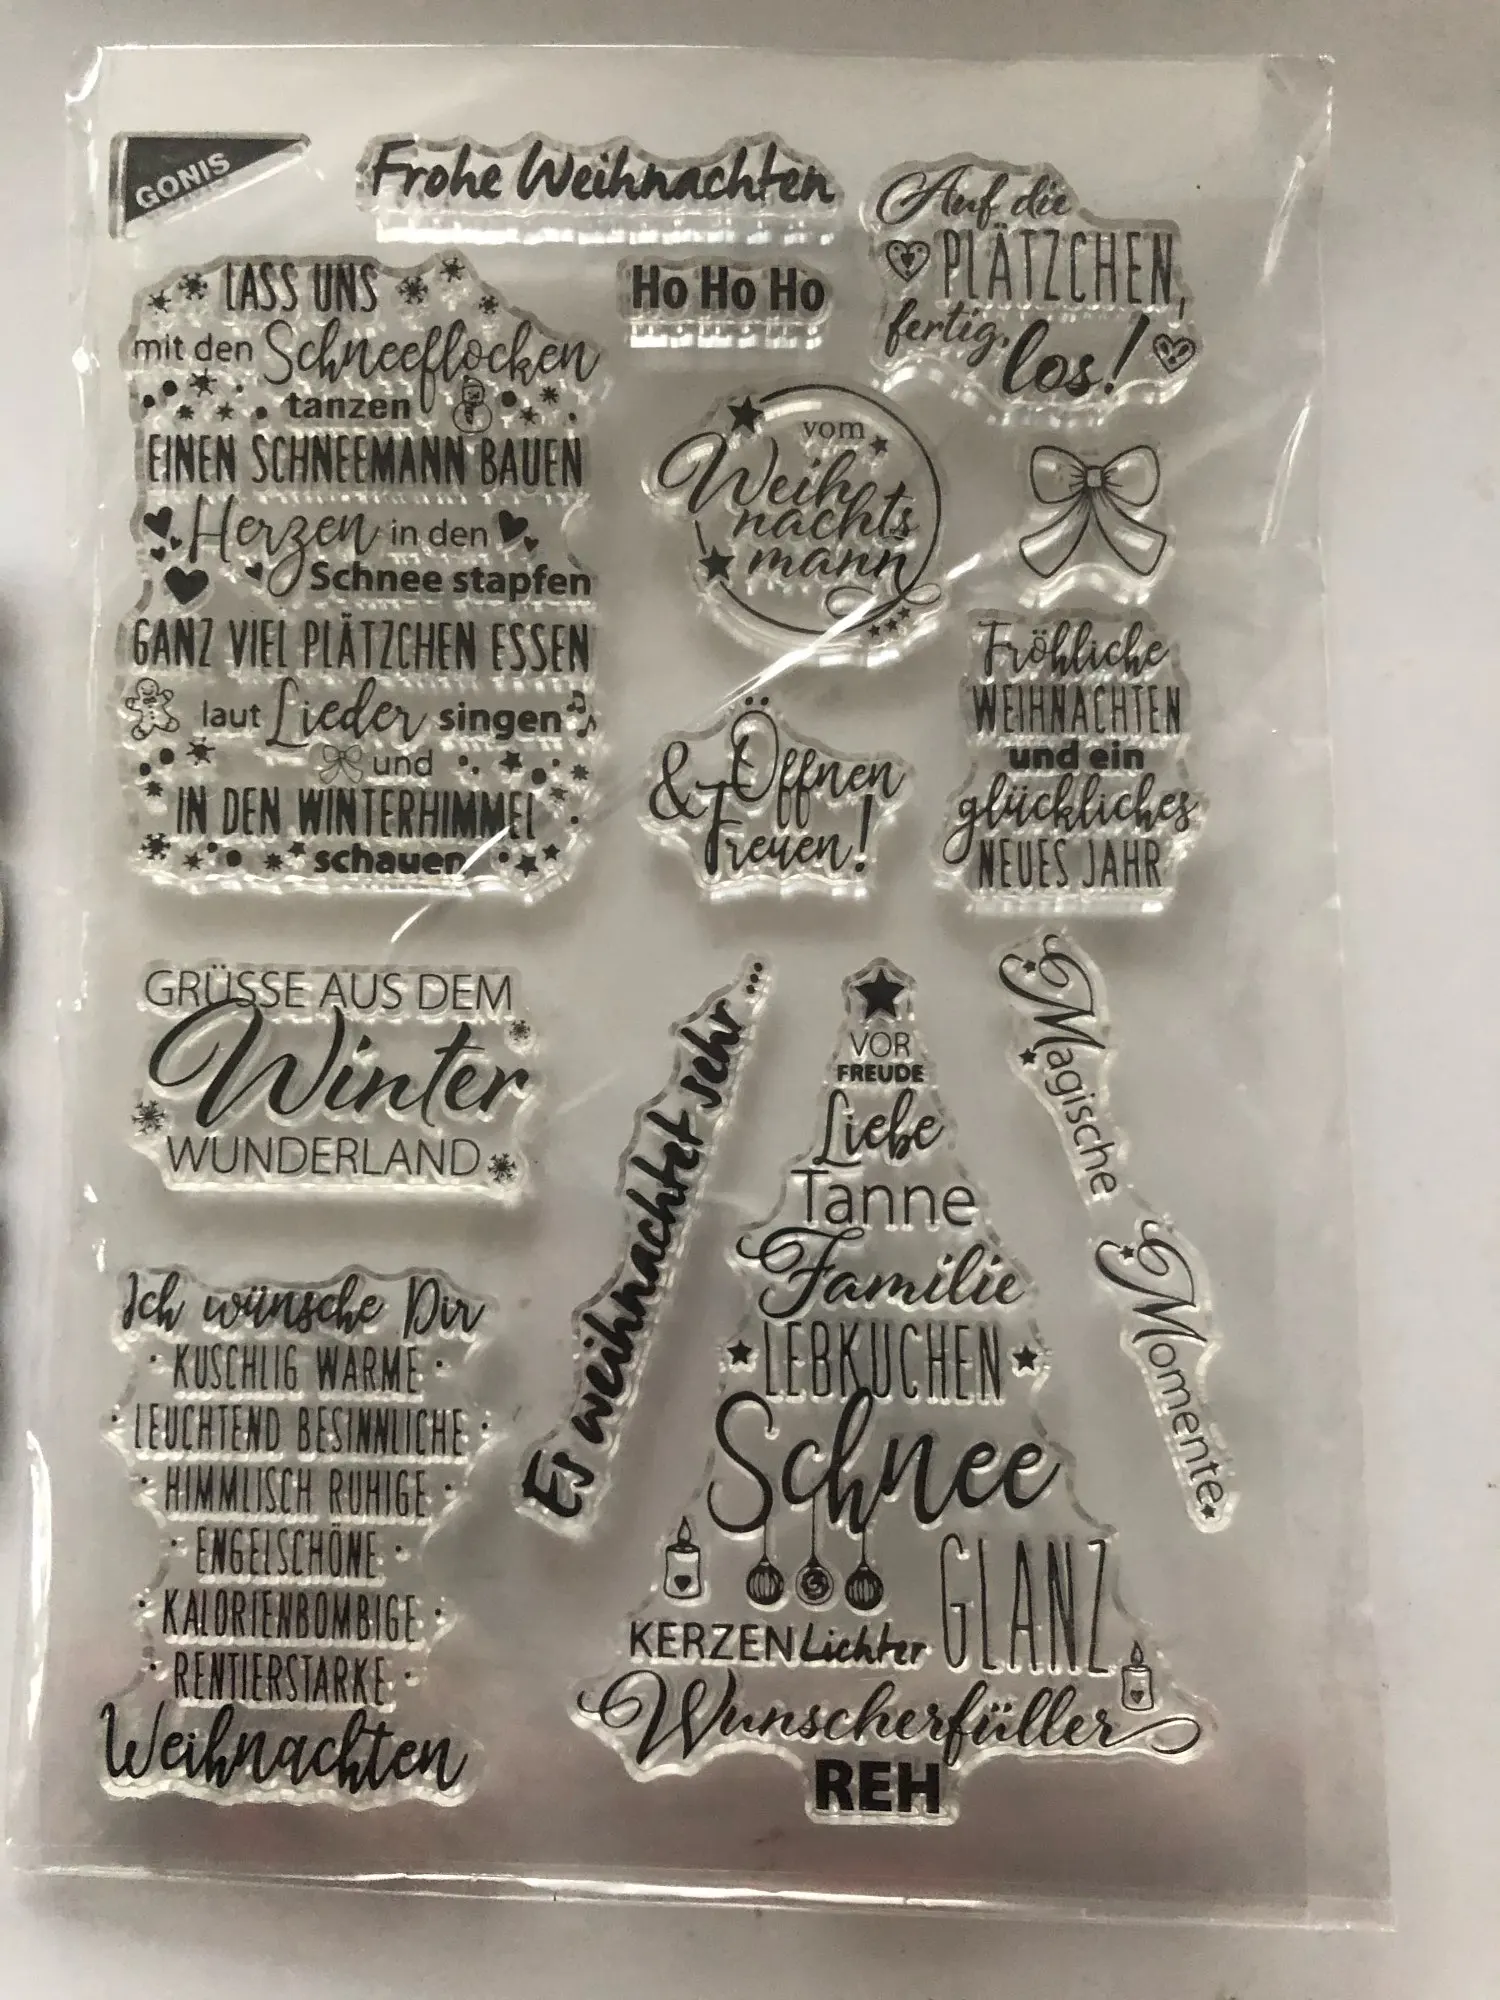 GONIS
Frohe Weihnachten
Auf die
PLÄTZCHEN,
fertig,
los!
Ho Ho Ho
LASS UNS
mit den Schneeflocken
tanzen
EINEN SCHNEEMANN BAUEN
Herzen in den
Schnee stapfen
GANZ VIEL PLÄTZCHEN ESSEN
laut Lieder singen
und
IN DEN WINTERHIMMEL
schauen
vom
Weih
nachts
mann
& Öffnen
Freuen!
Fröhliche
WEIHNACHTEN
und ein
glückliches
NEUES JAHR
GRÜSSE AUS DEM
Winter
WUNDERLAND
Es weihnachtet sehr ...
VOR
FREUDE
Liebe
Tanne
Familie
LEBKUCHEN
Schnee
GLANZ
KERZEN Lichter
Wunscherfüller
REH
Magische
Momente
Ich wünsche Dir
· KUSCHLIG WARME ·
· LEUCHTEND BESINNLICHE ·
· HIMMLISCH RUHIGE ·
· ENGELSCHÖNE ·
· KALORIENBOMBIGE ·
· RENTIERSTARKE ·
Weihnachten